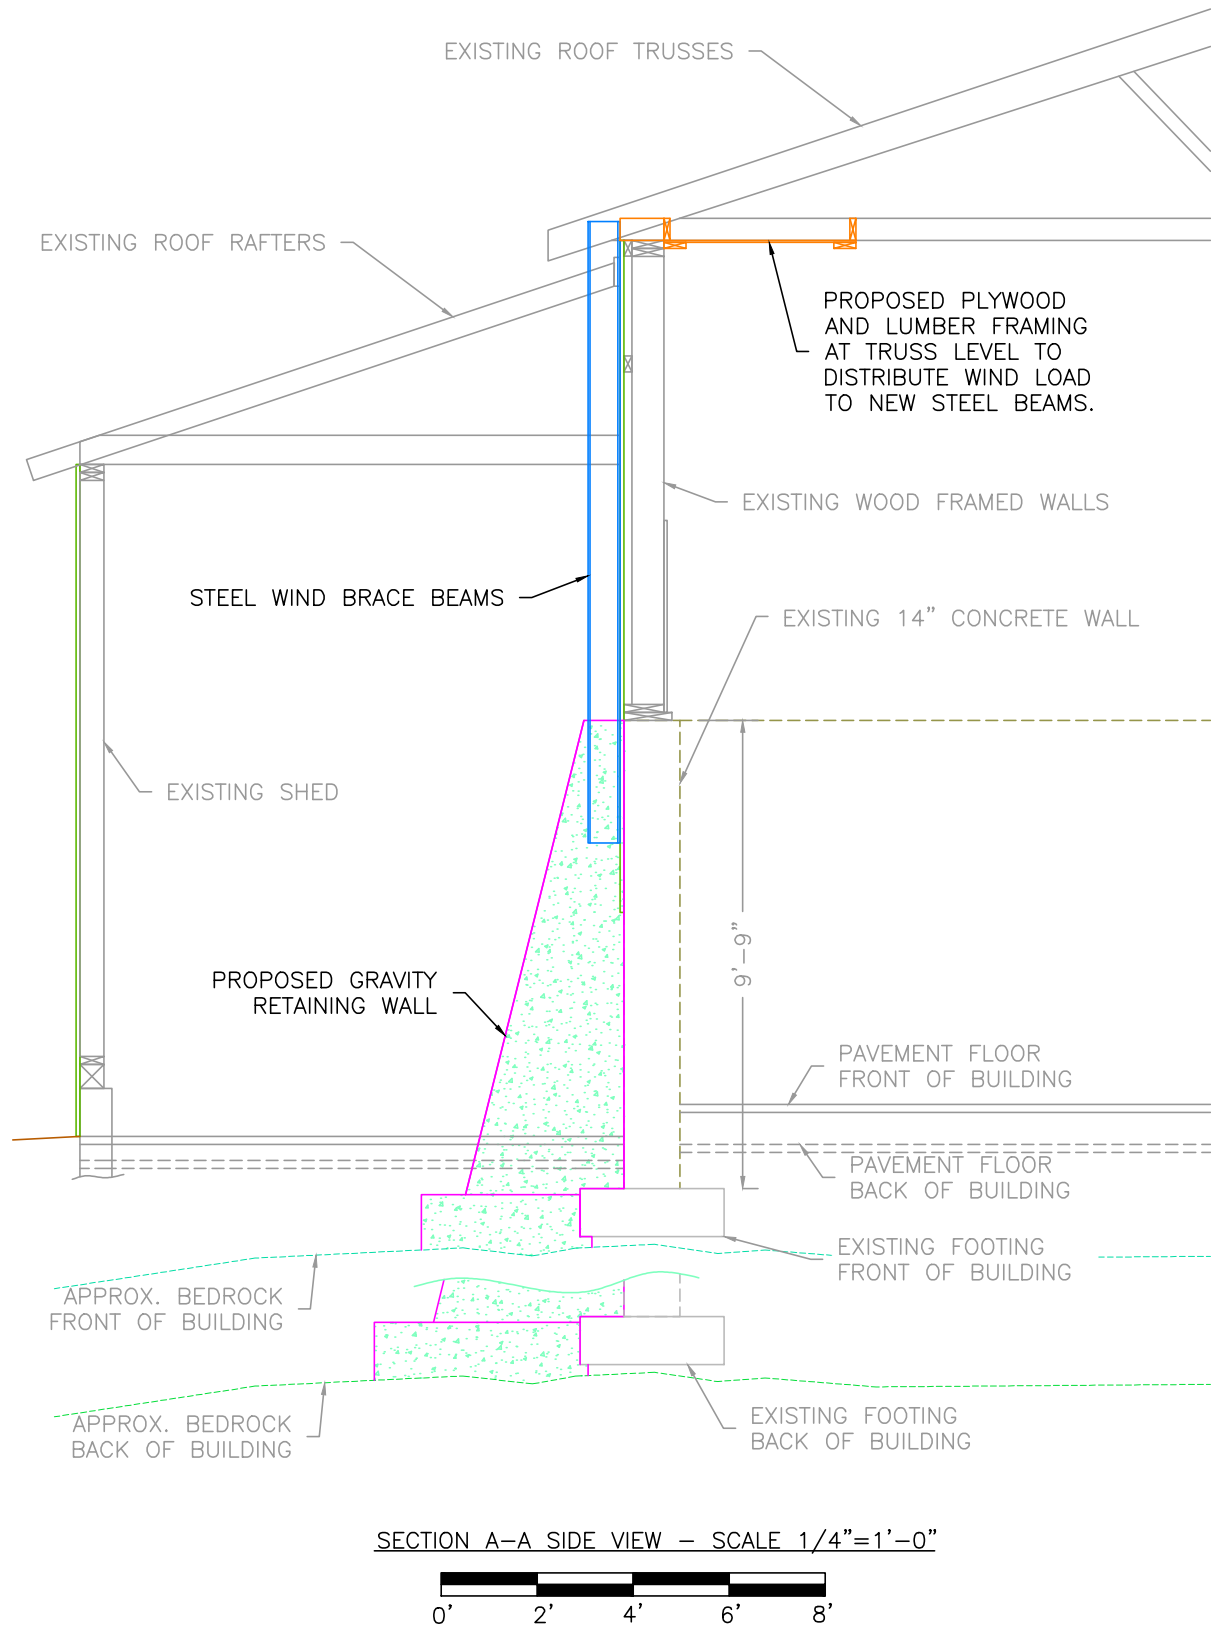 EXISTING ROOF TRUSSES
EXISTING ROOF RAFTERS
PROPOSED PLYWOOD
AND LUMBER FRAMING
AT TRUSS LEVEL TO
DISTRIBUTE WIND LOAD
TO NEW STEEL BEAMS.
EXISTING WOOD FRAMED WALLS
STEEL WIND BRACE BEAMS
EXISTING 14" CONCRETE WALL
EXISTING SHED
9'-9"
PROPOSED GRAVITY
RETAINING WALL
PAVEMENT FLOOR
FRONT OF BUILDING
PAVEMENT FLOOR
BACK OF BUILDING
EXISTING FOOTING
FRONT OF BUILDING
APPROX. BEDROCK
FRONT OF BUILDING
EXISTING FOOTING
BACK OF BUILDING
APPROX. BEDROCK
BACK OF BUILDING
SECTION A-A SIDE VIEW - SCALE 1/4"=1'-0"
0' 2' 4' 6' 8'